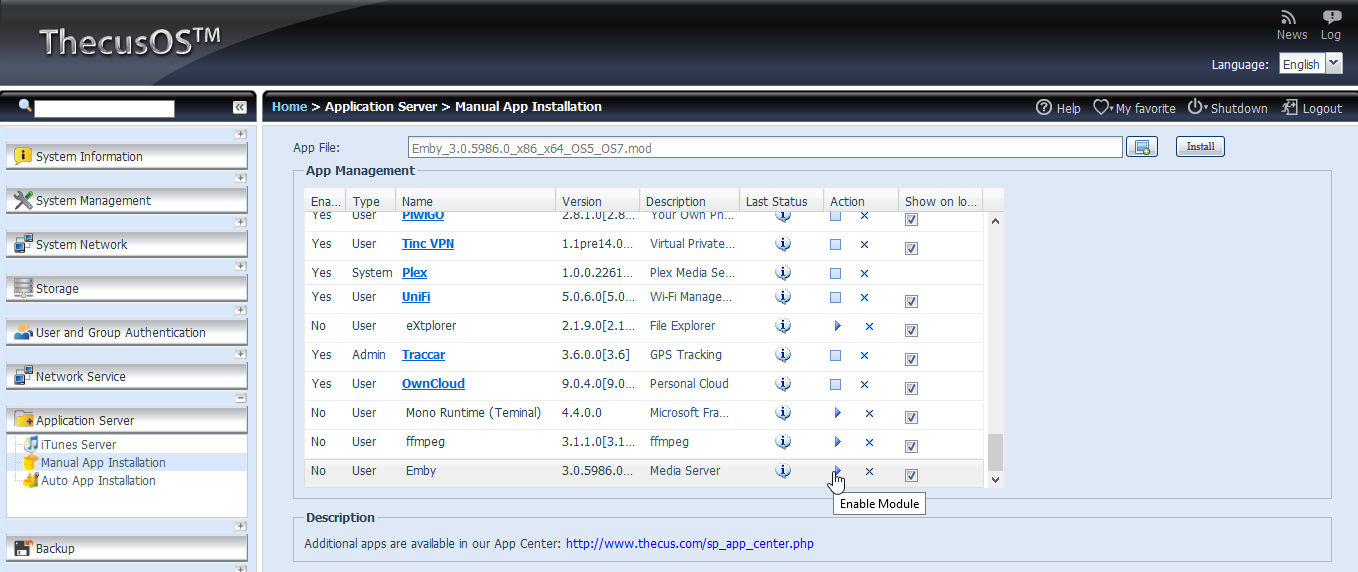 ThecusOS™
News Log
Language: English
Home > Application Server > Manual App Installation
Help My favorite Shutdown Logout
System Information
System Management
System Network
Storage
User and Group Authentication
Network Service
Application Server
iTunes Server
Manual App Installation
Auto App Installation
Backup
App File: Emby_3.0.5986.0_x86_x64_OS5_OS7.mod Install
App Management
Ena... Type Name Version Description Last Status Action Show on lo...
Yes User PiwiGO 2.8.1.0[2.8... Your Own Ph...
Yes User Tinc VPN 1.1pre14.0... Virtual Private...
Yes System Plex 1.0.0.2261... Plex Media Se...
Yes User UniFi 5.0.6.0[5.0... Wi-Fi Manage...
No User eXtplorer 2.1.9.0[2.1... File Explorer
Yes Admin Traccar 3.6.0.0[3.6] GPS Tracking
Yes User OwnCloud 9.0.4.0[9.0... Personal Cloud
No User Mono Runtime (Teminal) 4.4.0.0 Microsoft Fra...
No User ffmpeg 3.1.1.0[3.1... ffmpeg
No User Emby 3.0.5986.0... Media Server
Enable Module
Description
Additional apps are available in our App Center: http://www.thecus.com/sp_app_center.php